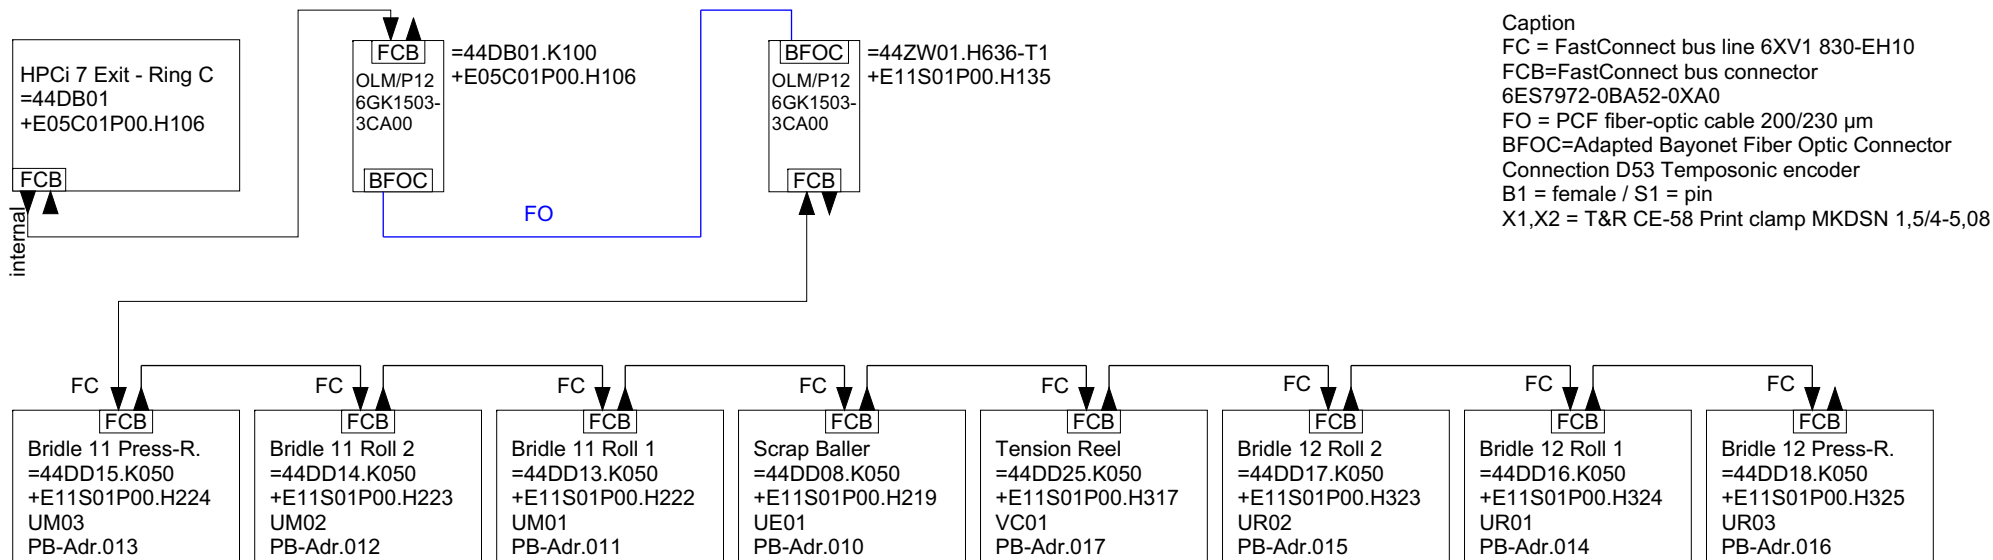 HPCi 7 Exit - Ring C
=44DB01
+E05C01P00.H106
FCB
internal
FCB
OLM/P12
6GK1503-
3CA00
BFOC
=44DB01.K100
+E05C01P00.H106
FO
BFOC
OLM/P12
6GK1503-
3CA00
FCB
=44ZW01.H636-T1
+E11S01P00.H135
Caption
FC = FastConnect bus line 6XV1 830-EH10
FCB=FastConnect bus connector
6ES7972-0BA52-0XA0
FO = PCF fiber-optic cable 200/230 µm
BFOC=Adapted Bayonet Fiber Optic Connector
Connection D53 Temposonic encoder
B1 = female / S1 = pin
X1,X2 = T&R CE-58 Print clamp MKDSN 1,5/4-5,08
FC
FCB
Bridle 11 Press-R.
=44DD15.K050
+E11S01P00.H224
UM03
PB-Adr.013
FC
FCB
Bridle 11 Roll 2
=44DD14.K050
+E11S01P00.H223
UM02
PB-Adr.012
FC
FCB
Bridle 11 Roll 1
=44DD13.K050
+E11S01P00.H222
UM01
PB-Adr.011
FC
FCB
Scrap Baller
=44DD08.K050
+E11S01P00.H219
UE01
PB-Adr.010
FC
FCB
Tension Reel
=44DD25.K050
+E11S01P00.H317
VC01
PB-Adr.017
FC
FCB
Bridle 12 Roll 2
=44DD17.K050
+E11S01P00.H323
UR02
PB-Adr.015
FC
FCB
Bridle 12 Roll 1
=44DD16.K050
+E11S01P00.H324
UR01
PB-Adr.014
FC
FCB
Bridle 12 Press-R.
=44DD18.K050
+E11S01P00.H325
UR03
PB-Adr.016